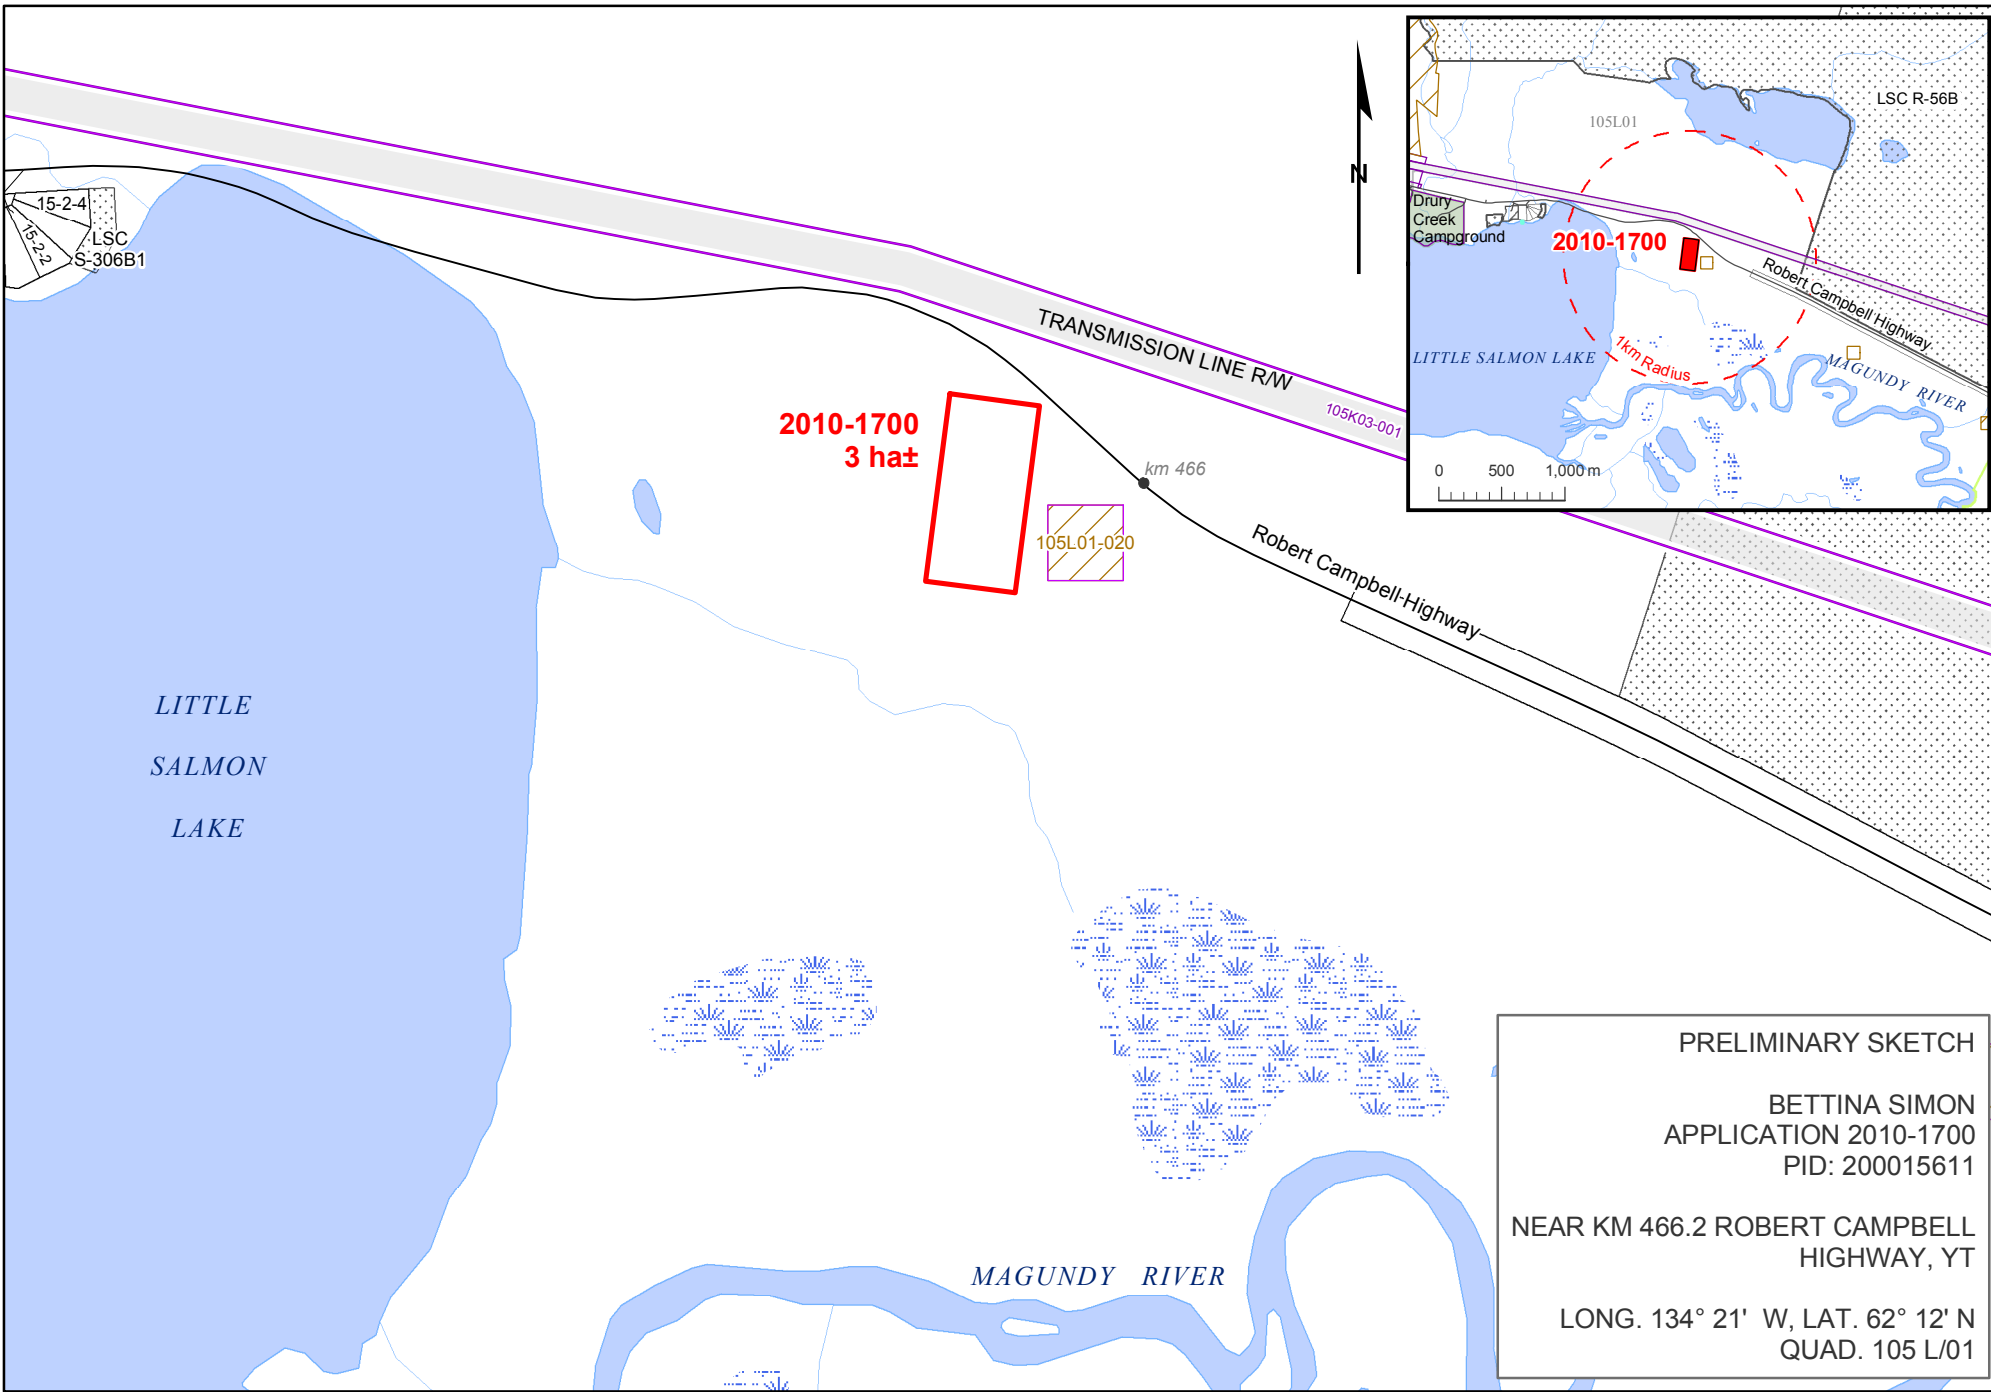 15-2-4
15-2-2
LSC
S-306B1
TRANSMISSION LINE R/W
105K03-001
2010-1700
3 ha±
km 466
105L01-020
Robert Campbell Highway
LITTLE
SALMON
LAKE
MAGUNDY RIVER
N
LSC R-56B
105L01
Drury
Creek
Campground
2010-1700
Robert Campbell Highway
1km Radius
LITTLE SALMON LAKE
MAGUNDY RIVER
0 500 1,000 m
PRELIMINARY SKETCH
BETTINA SIMON
APPLICATION 2010-1700
PID: 200015611
NEAR KM 466.2 ROBERT CAMPBELL
HIGHWAY, YT
LONG. 134° 21' W, LAT. 62° 12' N
QUAD. 105 L/01